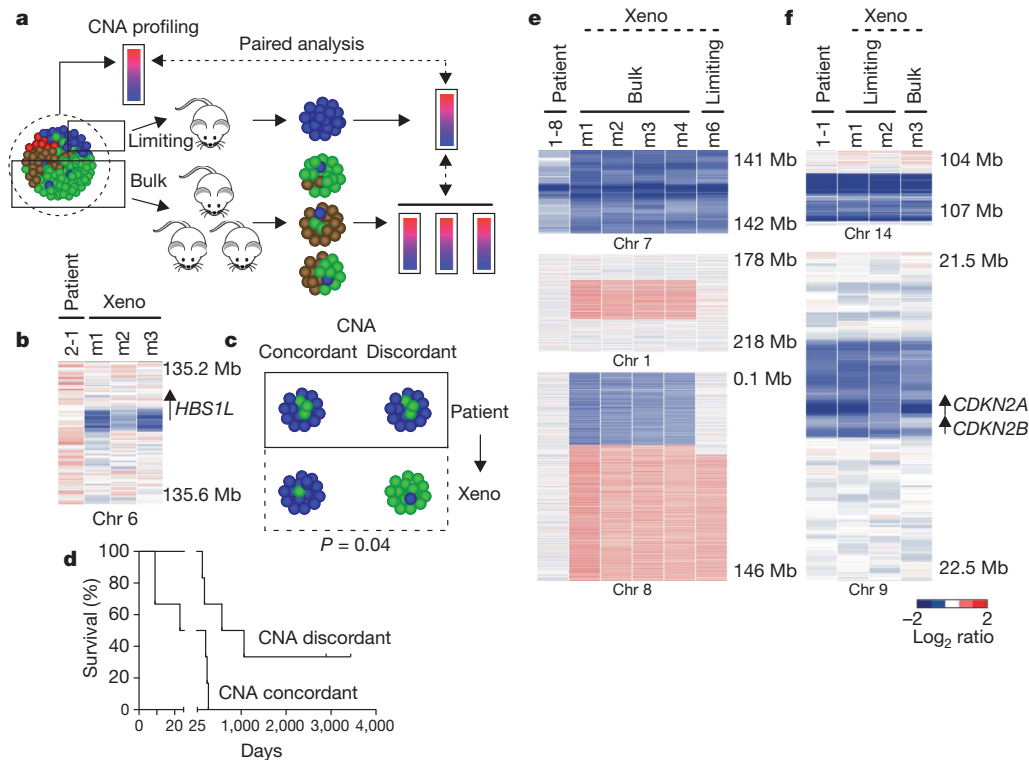 a
CNA profiling
Paired analysis
Limiting
Bulk
b
Patient
Xeno
2-1
m1
m2
m3
135.2 Mb
HBS1L
135.6 Mb
Chr 6
c
CNA
Concordant
Discordant
Patient
Xeno
P = 0.04
d
Survival (%)
100
80
60
40
20
0
CNA discordant
CNA concordant
0 20 25 1,000 2,000 3,000 4,000
Days
e
Xeno
Patient
Bulk
Limiting
1-8
m1
m2
m3
m4
m6
141 Mb
142 Mb
Chr 7
178 Mb
218 Mb
Chr 1
0.1 Mb
146 Mb
Chr 8
f
Xeno
Patient
Limiting
Bulk
1-1
m1
m2
m3
104 Mb
107 Mb
Chr 14
21.5 Mb
CDKN2A
CDKN2B
22.5 Mb
Chr 9
−2 2
Log2 ratio